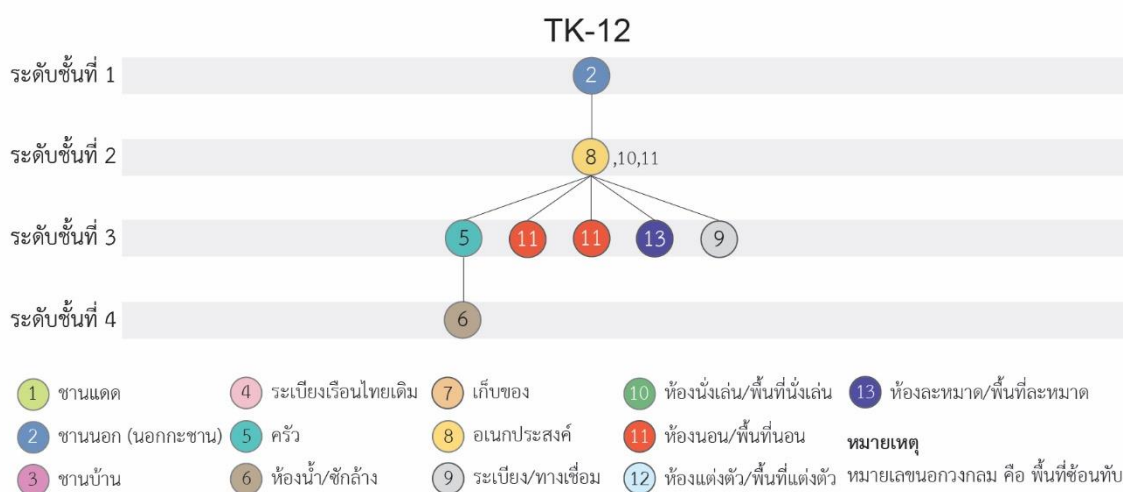 TK-12
ระดับชั้นที่ 1
2
ระดับชั้นที่ 2
8 ,10,11
ระดับชั้นที่ 3
5 11 11 13 9
ระดับชั้นที่ 4
6
1 ชานแดด 4 ระเบียงเรือนไทยเดิม 7 เก็บของ 10 ห้องนั่งเล่น/พื้นที่นั่งเล่น 13 ห้องละหมาด/พื้นที่ละหมาด
2 ชานนอก (นอกกะชาน) 5 ครัว 8 อเนกประสงค์ 11 ห้องนอน/พื้นที่นอน หมายเหตุ
3 ชานบ้าน 6 ห้องน้ำ/ซักล้าง 9 ระเบียง/ทางเชื่อม 12 ห้องแต่งตัว/พื้นที่แต่งตัว หมายเลขนอกวงกลม คือ พื้นที่ซ้อนทับ